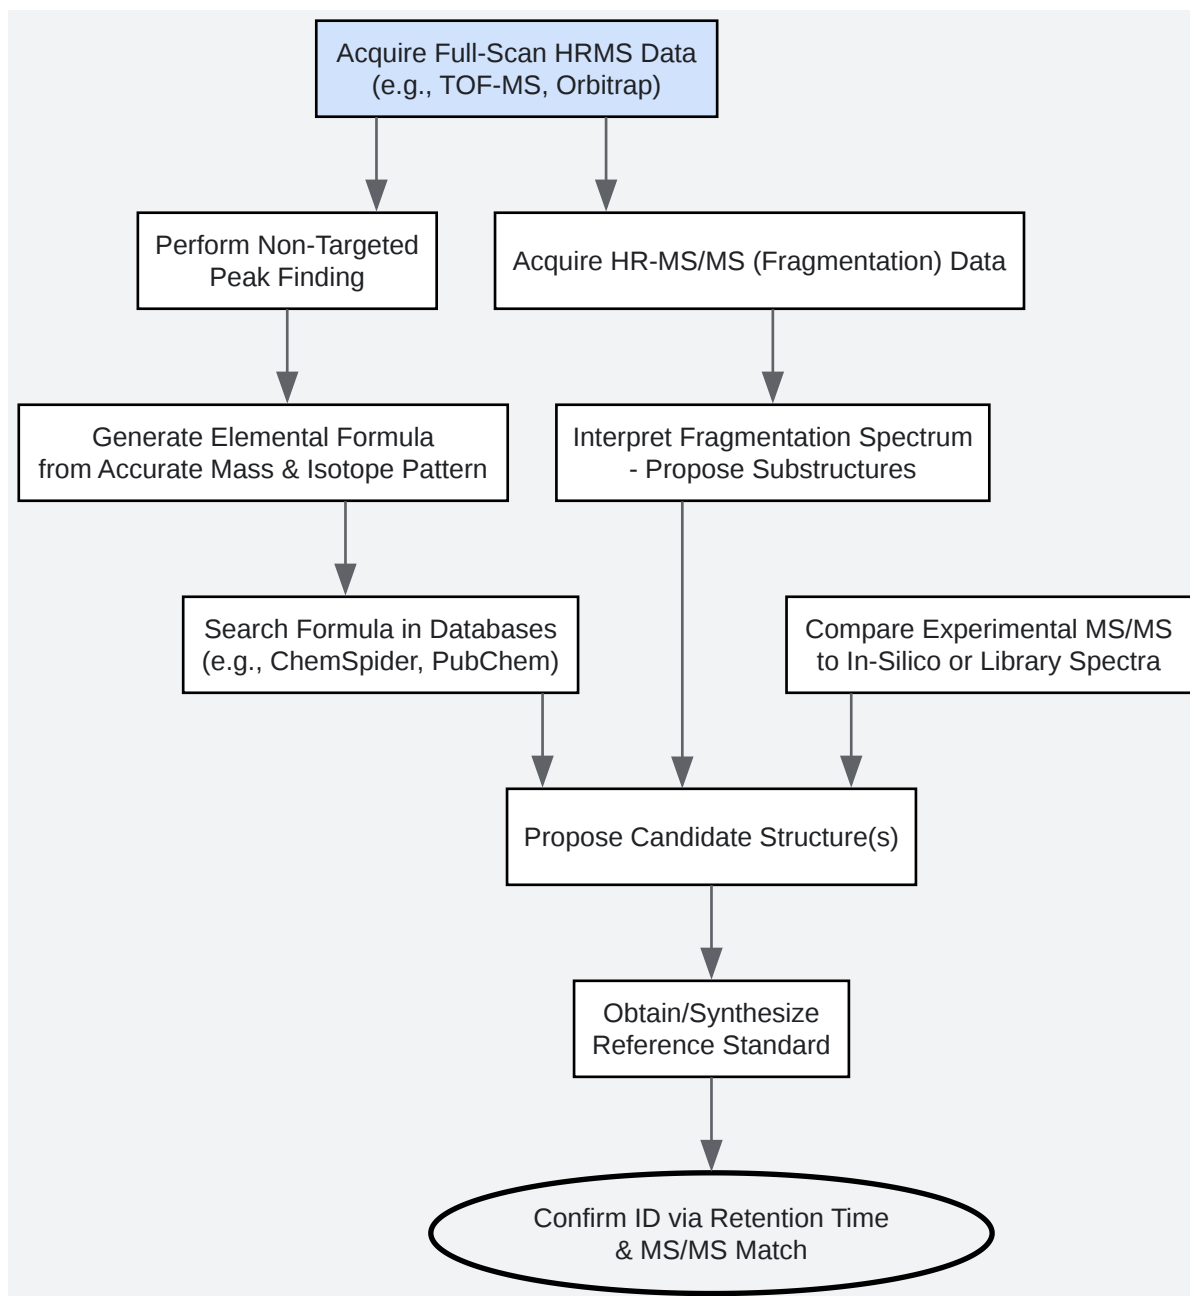 Acquire Full-Scan HRMS Data
(e.g., TOF-MS, Orbitrap)
Perform Non-Targeted
Peak Finding
Acquire HR-MS/MS (Fragmentation) Data
Generate Elemental Formula
from Accurate Mass & Isotope Pattern
Interpret Fragmentation Spectrum
- Propose Substructures
Search Formula in Databases
(e.g., ChemSpider, PubChem)
Compare Experimental MS/MS
to In-Silico or Library Spectra
Propose Candidate Structure(s)
Obtain/Synthesize
Reference Standard
Confirm ID via Retention Time
& MS/MS Match